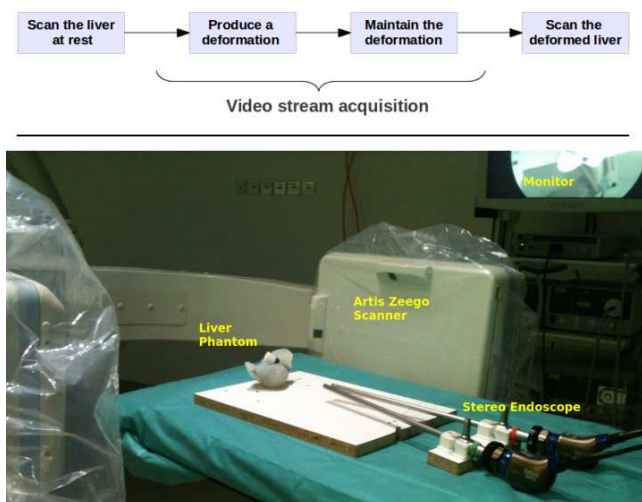 Scan the liver
at rest
Produce a
deformation
Maintain the
deformation
Scan the
deformed liver
Video stream acquisition
Monitor
Artis Zeego
Scanner
Liver
Phantom
Stereo Endoscope